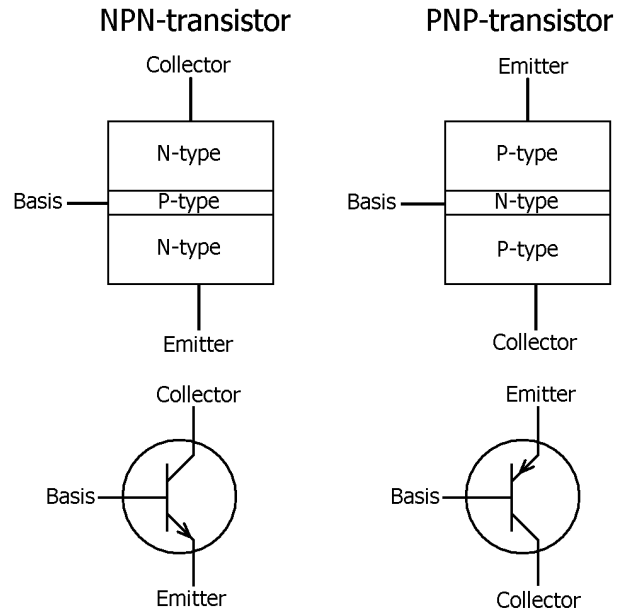 NPN-transistor
Collector
N-type
Basis
P-type
N-type
Emitter
Collector
Basis
Emitter
PNP-transistor
Emitter
P-type
Basis
N-type
P-type
Collector
Emitter
Basis
Collector